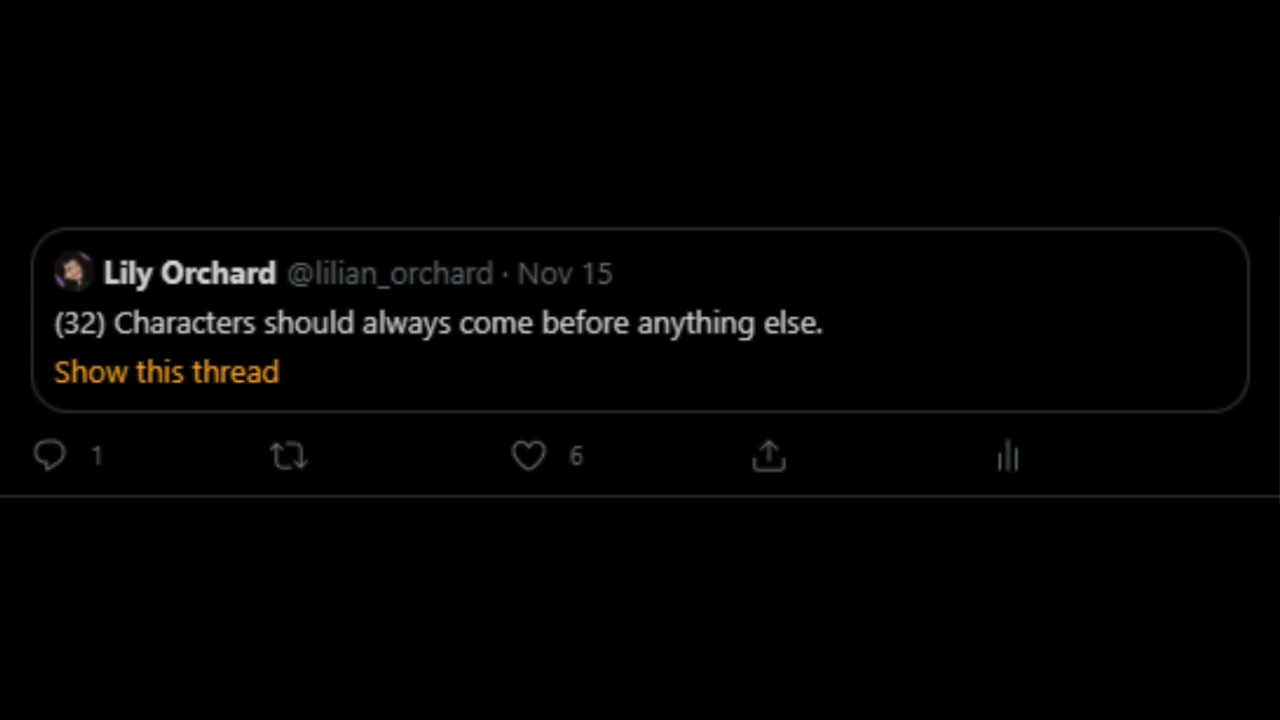 Lily Orchard @lilian_orchard · Nov 15
(32) Characters should always come before anything else.
Show this thread
1 6